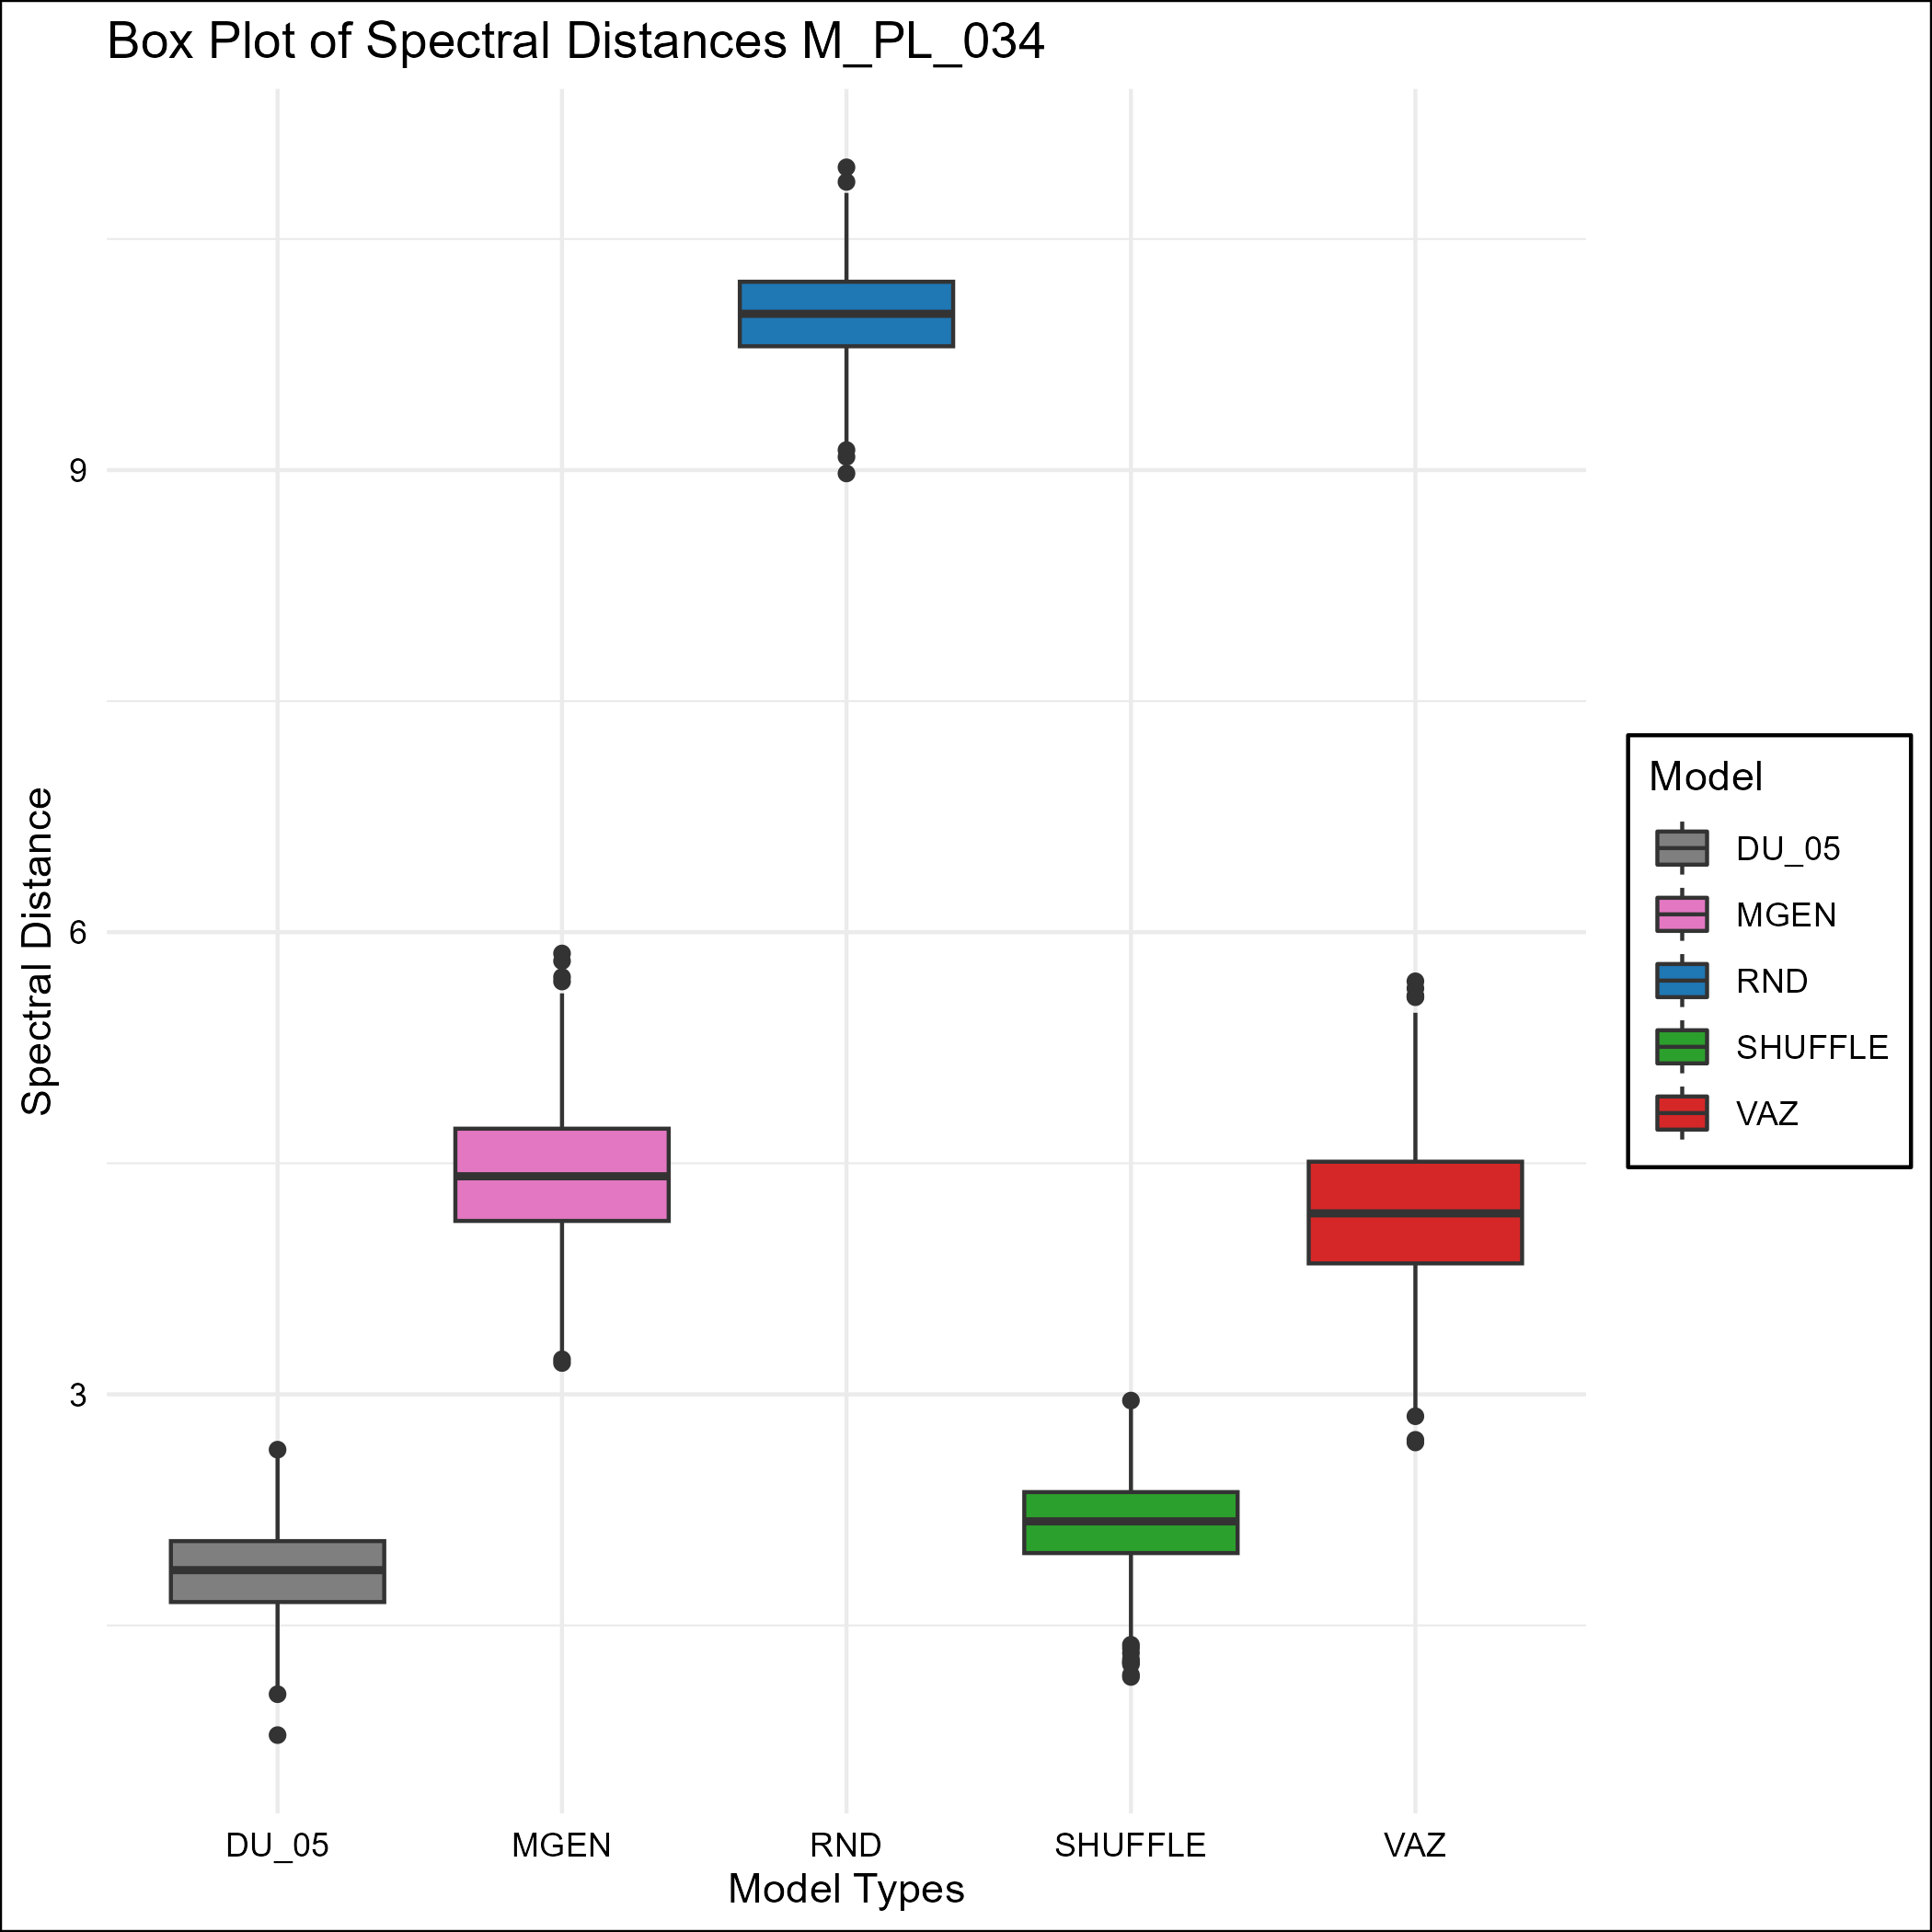 Box Plot of Spectral Distances M_PL_034
Spectral Distance
9
6
3
DU_05
MGEN
RND
SHUFFLE
VAZ
Model Types
Model
DU_05
MGEN
RND
SHUFFLE
VAZ